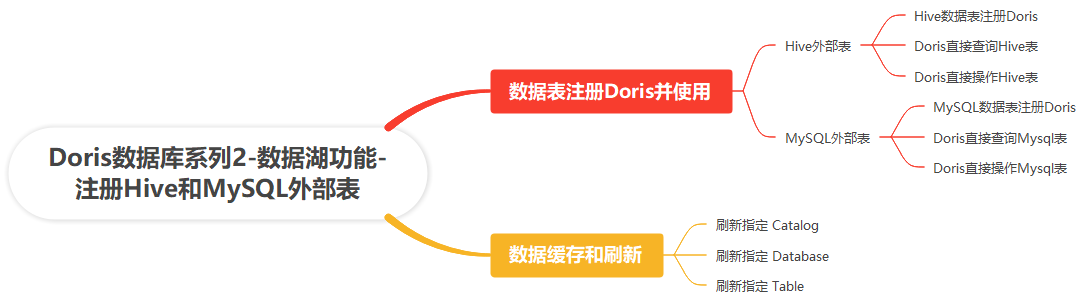 Doris数据库系列2-数据湖功能-
注册Hive和MySQL外部表
数据表注册Doris并使用
Hive外部表
Hive数据表注册Doris
Doris直接查询Hive表
Doris直接操作Hive表
MySQL外部表
MySQL数据表注册Doris
Doris直接查询Mysql表
Doris直接操作Mysql表
数据缓存和刷新
刷新指定 Catalog
刷新指定 Database
刷新指定 Table